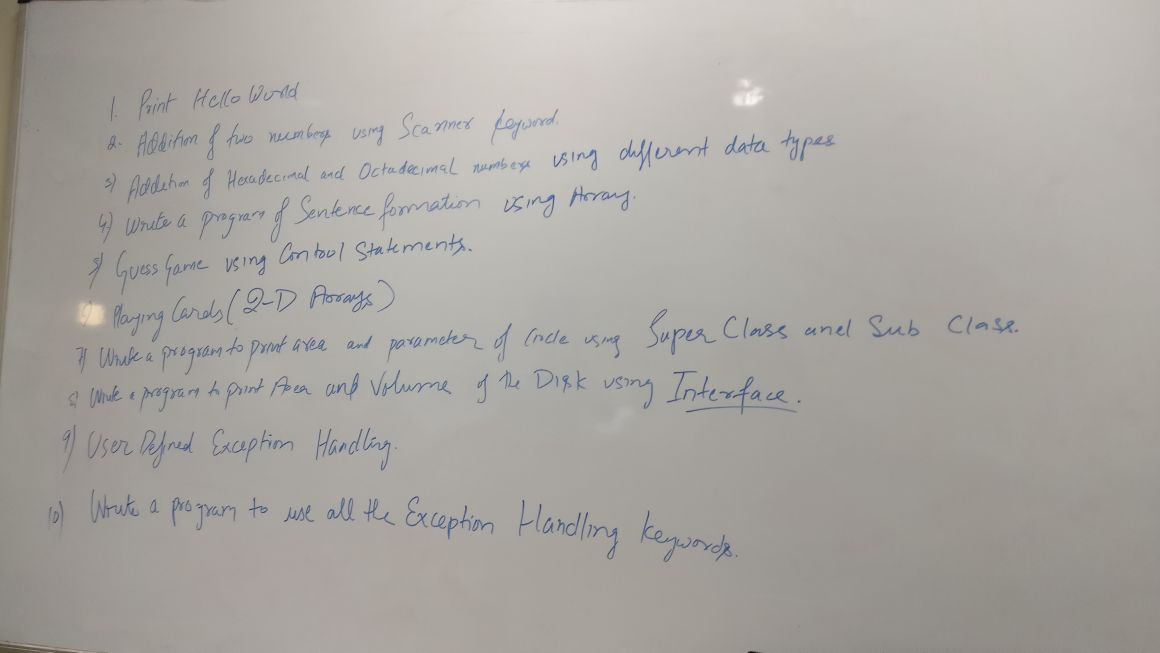 1. Print Hello World
2. Addition of two numbers using Scanner keyword.
3) Addition of Hexadecimal and Octadecimal numbers using different data types
4) Write a program of Sentence formation using Array.
5) Guess Game using Control Statements.
6) Playing Cards (2-D Arrays)
7) Write a program to print area and parameter of Circle using Super Class and Sub Class.
8) Write a program to print Area and Volume of the Disk using Interface.
9) User Defined Exception Handling.
10) Write a program to use all the Exception Handling keywords.